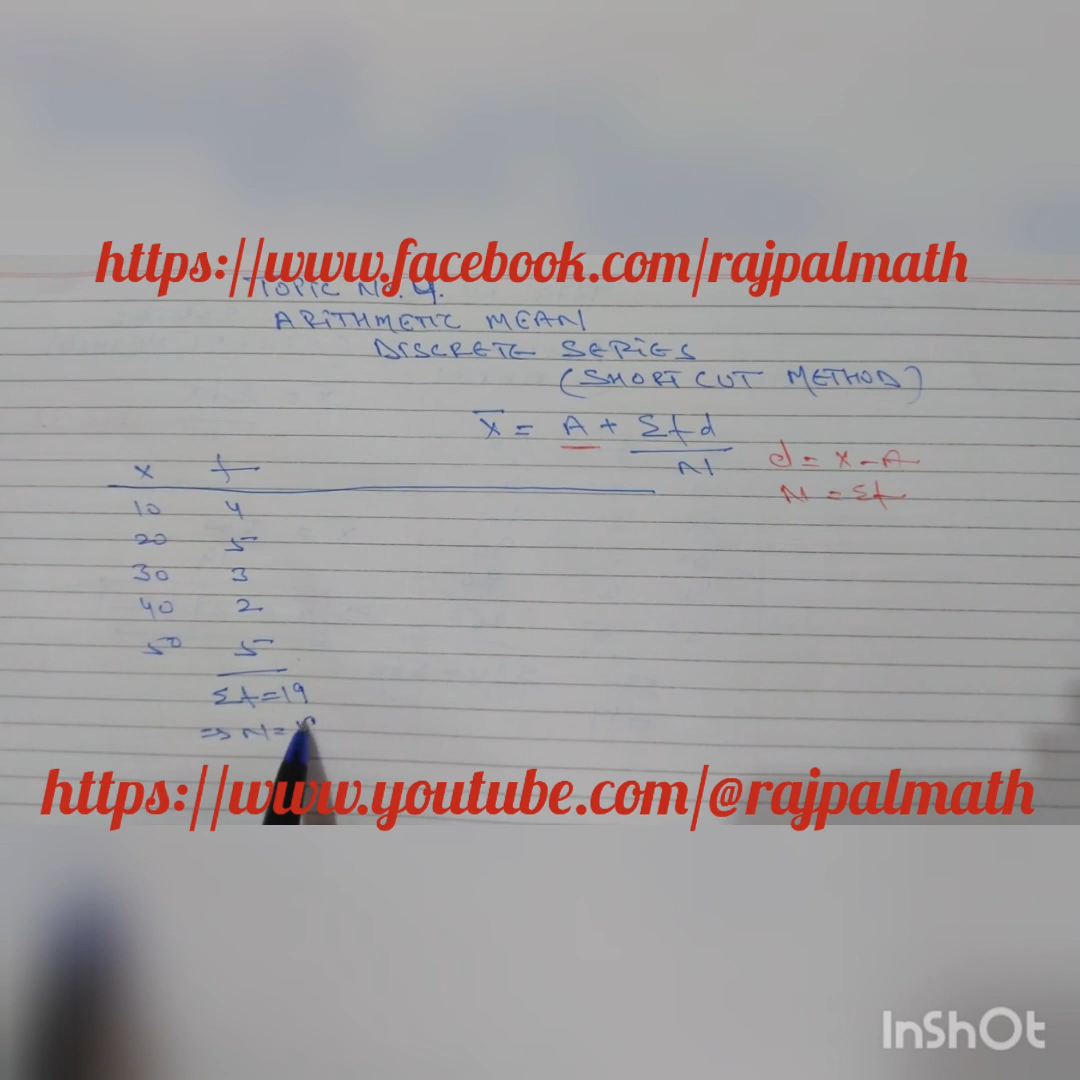 https://www.facebook.com/rajpalmath
TOPIC No. 4.
ARITHMETIC MEAN
DISCRETE SERIES
(SHORT CUT METHOD)
X̅ = A + Σfd
N
d = x - A
N = Σf
x f
10 4
20 5
30 3
40 2
50 5
Σf = 19
⇒ N =
https://www.youtube.com/@rajpalmath
InShOt